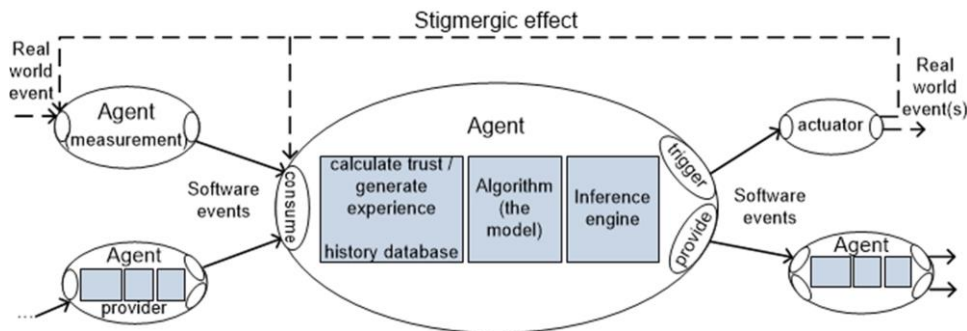 Stigmergic effect
Real
world
event
Agent
(measurement)
Software
events
Agent
provider
....
consume
Agent
calculate trust /
generate
experience
history database
Algorithm
(the
model)
Inference
engine
trigger
provide
actuator
Real
world
event(s)
Software
events
Agent